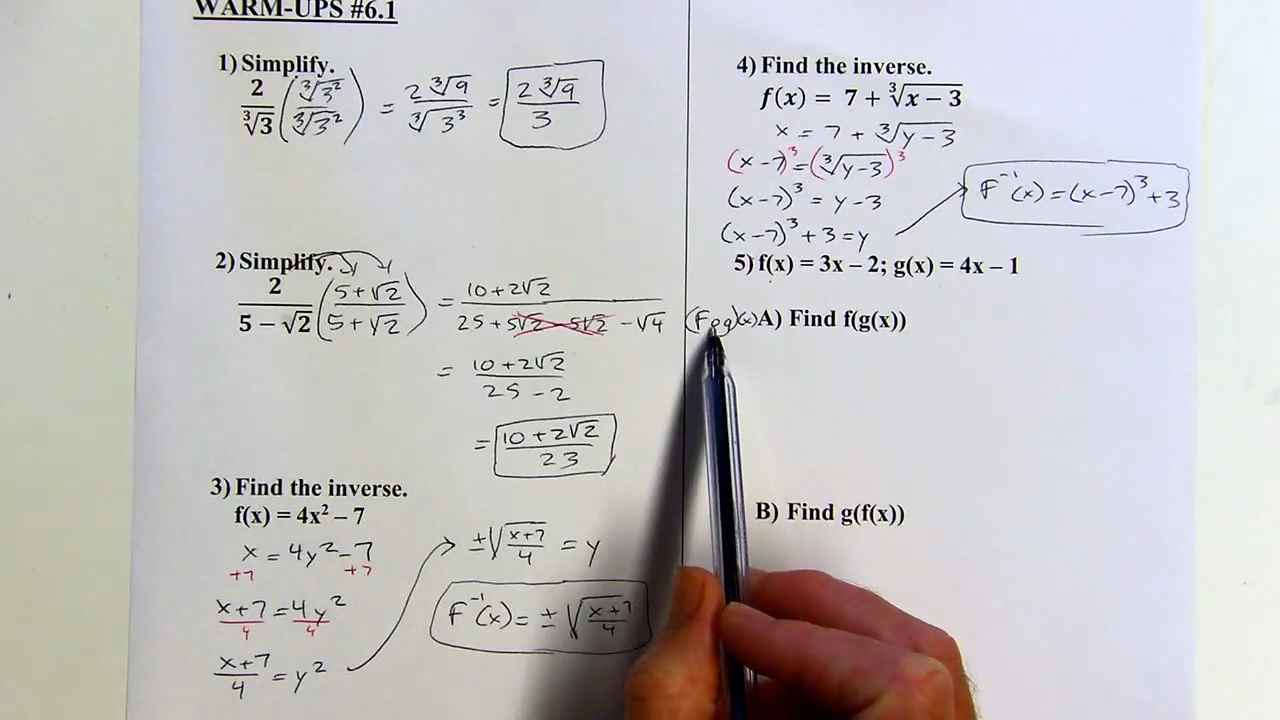 WARM-UPS #6.1
1) Simplify.
2/∛3 (∛3²/∛3²) = 2∛9/∛3³ = 2∛9/3
2) Simplify.
2/(5 − √2) ((5+√2)/(5+√2)) = (10+2√2)/(25+5√2−5√2−√4)
= (10+2√2)/(25−2)
= (10+2√2)/23
3) Find the inverse.
f(x) = 4x² – 7
x = 4y² − 7
+7 +7
(x+7)/4 = 4y²/4
(x+7)/4 = y²
±√((x+7)/4) = y
F⁻¹(x) = ±√((x+7)/4)
4) Find the inverse.
f(x) = 7 + ∛(x − 3)
x = 7 + ∛(y−3)
(x−7)³ = (∛(y−3))³
(x−7)³ = y−3
(x−7)³+3 = y
F⁻¹(x) = (x−7)³+3
5) f(x) = 3x – 2; g(x) = 4x – 1
(F∘g)(x) A) Find f(g(x))
B) Find g(f(x))